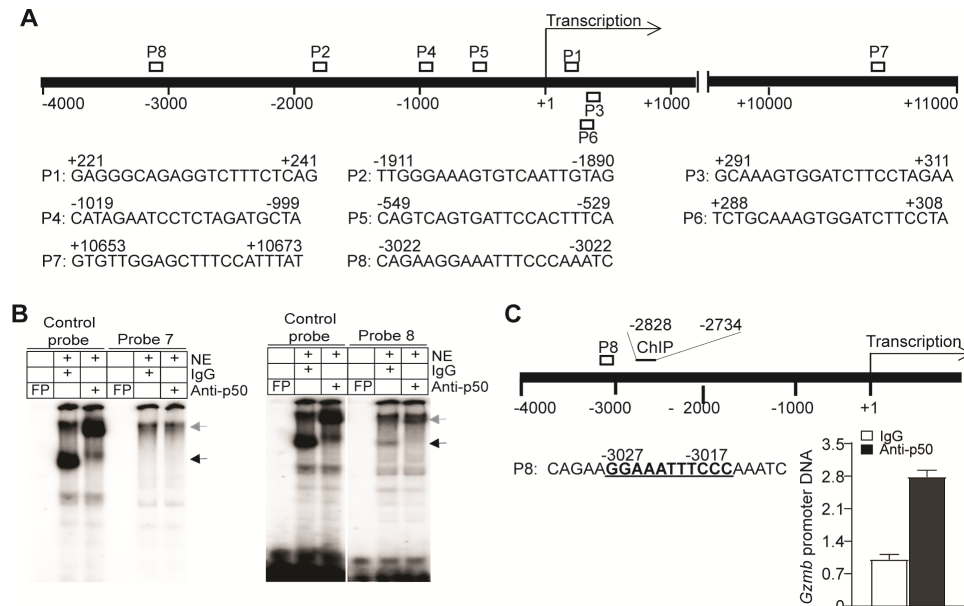 A
Transcription
P8 P2 P4 P5 P1 P7
-4000 -3000 -2000 -1000 +1 +1000 +10000 +11000
P3
P6
+221 +241
P1: GAGGGCAGAGGTCTTTCTCAG
-1911 -1890
P2: TTGGGAAAGTGTCAATTGTAG
+291 +311
P3: GCAAAGTGGATCTTCCTAGAA
-1019 -999
P4: CATAGAATCCTCTAGATGCTA
-549 -529
P5: CAGTCAGTGATTCCACTTTCA
+288 +308
P6: TCTGCAAAGTGGATCTTCCTA
+10653 +10673
P7: GTGTTGGAGCTTTCCATTTAT
-3022 -3022
P8: CAGAAGGAAATTTCCCAAATC
B
Control probe Probe 7
+ + + + NE
+ + IgG
FP + FP + Anti-p50
Control probe Probe 8
+ + + + NE
+ + IgG
FP + FP + Anti-p50
C
-2828 -2734
P8 ChIP
Transcription
-4000 -3000 - 2000 -1000 +1
-3027 -3017
P8: CAGAAGGAAATTTCCCAAATC
IgG
Anti-p50
Gzmb promoter DNA
3.5
2.8
2.1
1.4
0.7
0